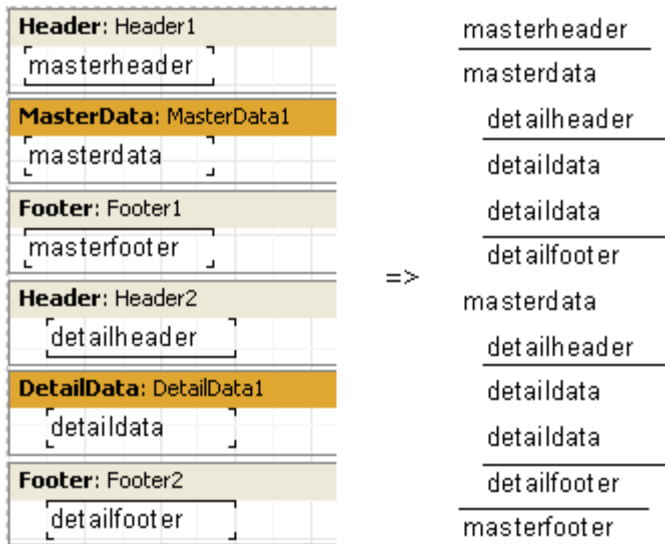 Header: Header1
masterheader
MasterData: MasterData1
masterdata
Footer: Footer1
masterfooter
Header: Header2
detailheader
DetailData: DetailData1
detaildata
Footer: Footer2
detailfooter
=>
masterheader
masterdata
detailheader
detaildata
detaildata
detailfooter
masterdata
detailheader
detaildata
detaildata
detailfooter
masterfooter